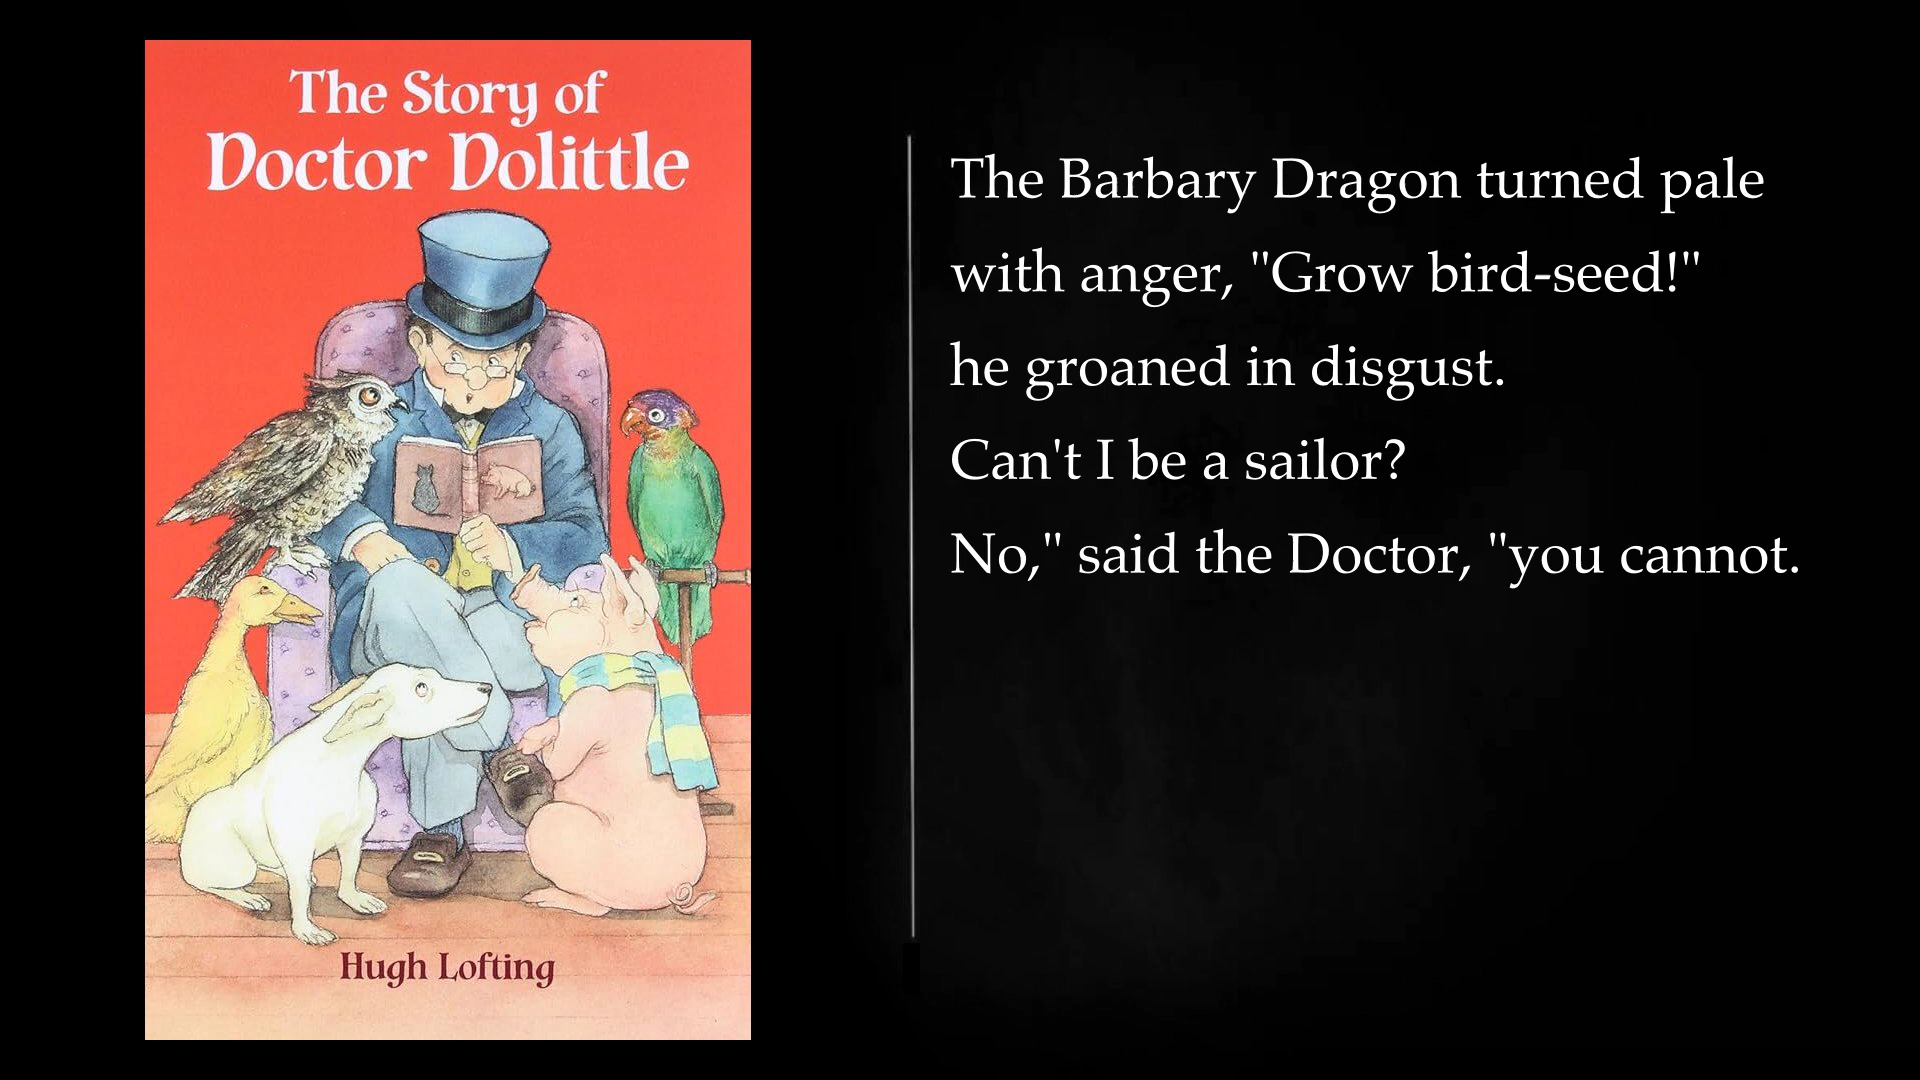 The Story of
Doctor Dolittle
Hugh Lofting
The Barbary Dragon turned pale
with anger, "Grow bird-seed!"
he groaned in disgust.
Can't I be a sailor?
No," said the Doctor, "you cannot.